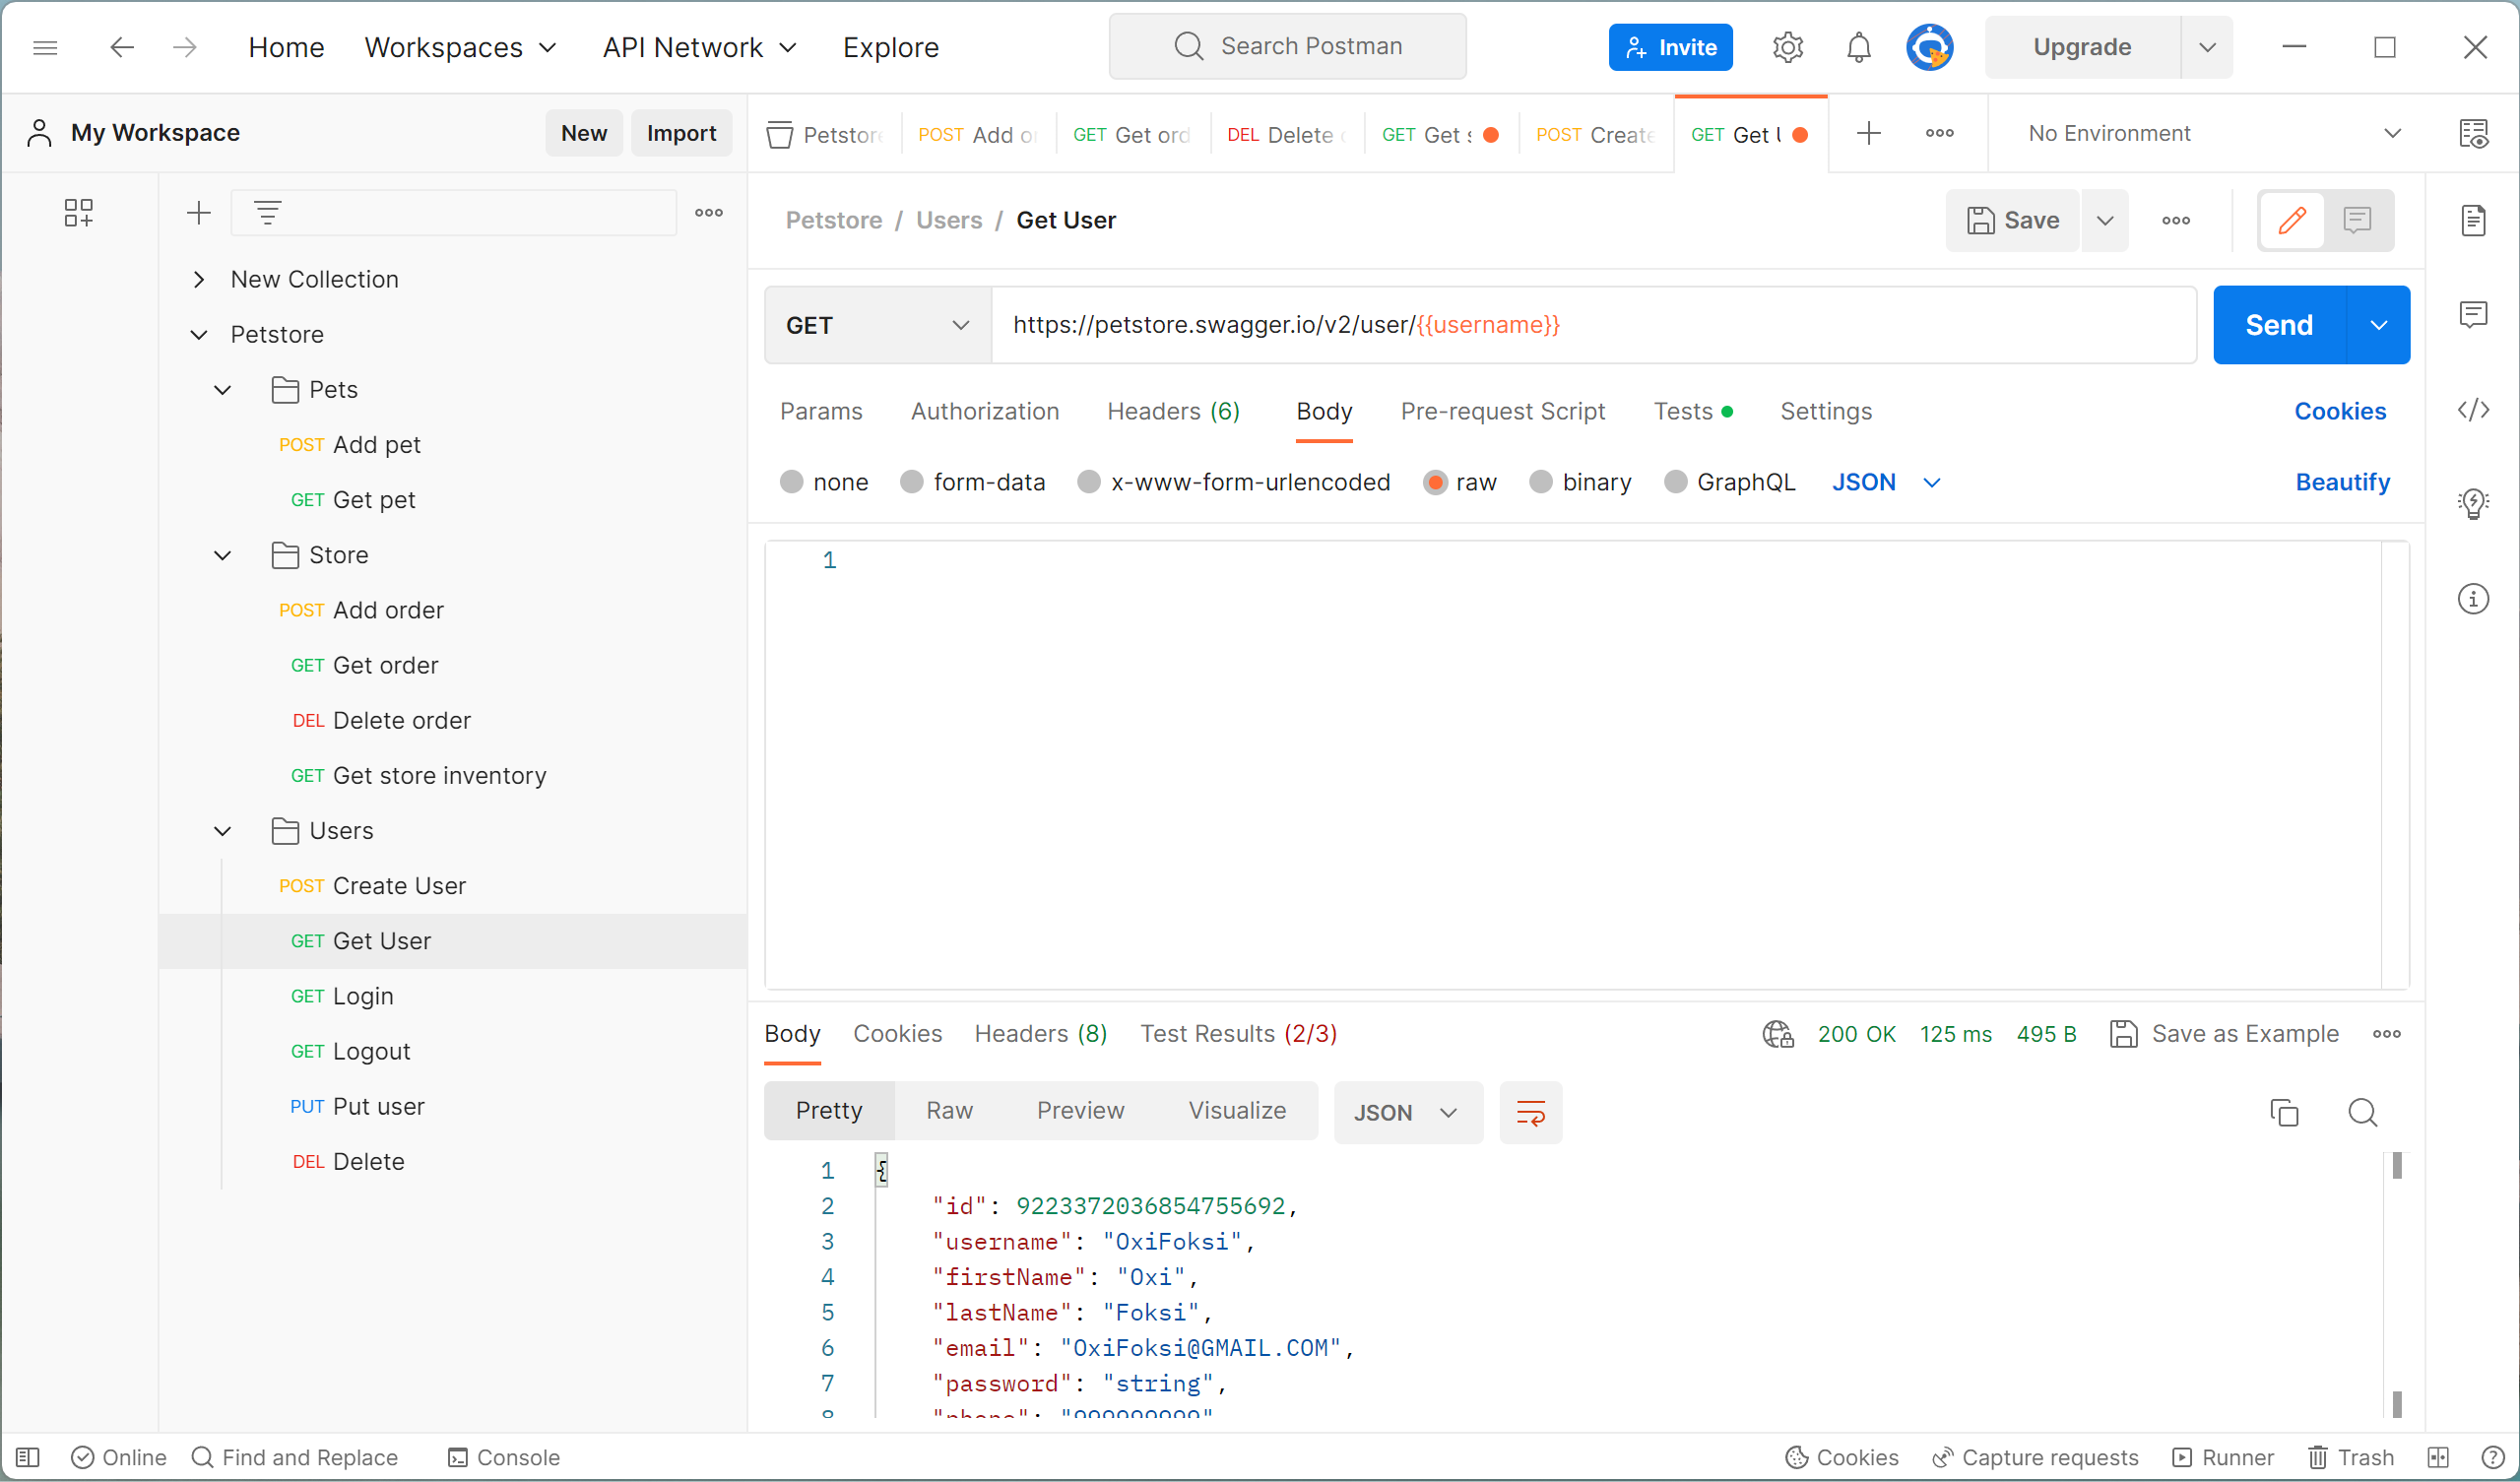 Home Workspaces API Network Explore Search Postman Invite Upgrade
My Workspace New Import
Petstore POST Add or GET Get ord DEL Delete GET Get s POST Create GET Get U No Environment
Petstore / Users / Get User Save
New Collection
Petstore
Pets
POST Add pet
GET Get pet
Store
POST Add order
GET Get order
DEL Delete order
GET Get store inventory
Users
POST Create User
GET Get User
GET Login
GET Logout
PUT Put user
DEL Delete
GET https://petstore.swagger.io/v2/user/{{username}} Send
Params Authorization Headers (6) Body Pre-request Script Tests Settings Cookies
none form-data x-www-form-urlencoded raw binary GraphQL JSON Beautify
1
Body Cookies Headers (8) Test Results (2/3) 200 OK 125 ms 495 B Save as Example
Pretty Raw Preview Visualize JSON
1 {
2 "id": 9223372036854755692,
3 "username": "OxiFoksi",
4 "firstName": "Oxi",
5 "lastName": "Foksi",
6 "email": "OxiFoksi@GMAIL.COM",
7 "password": "string",
8 "phone": "999999999"
Online Find and Replace Console Cookies Capture requests Runner Trash